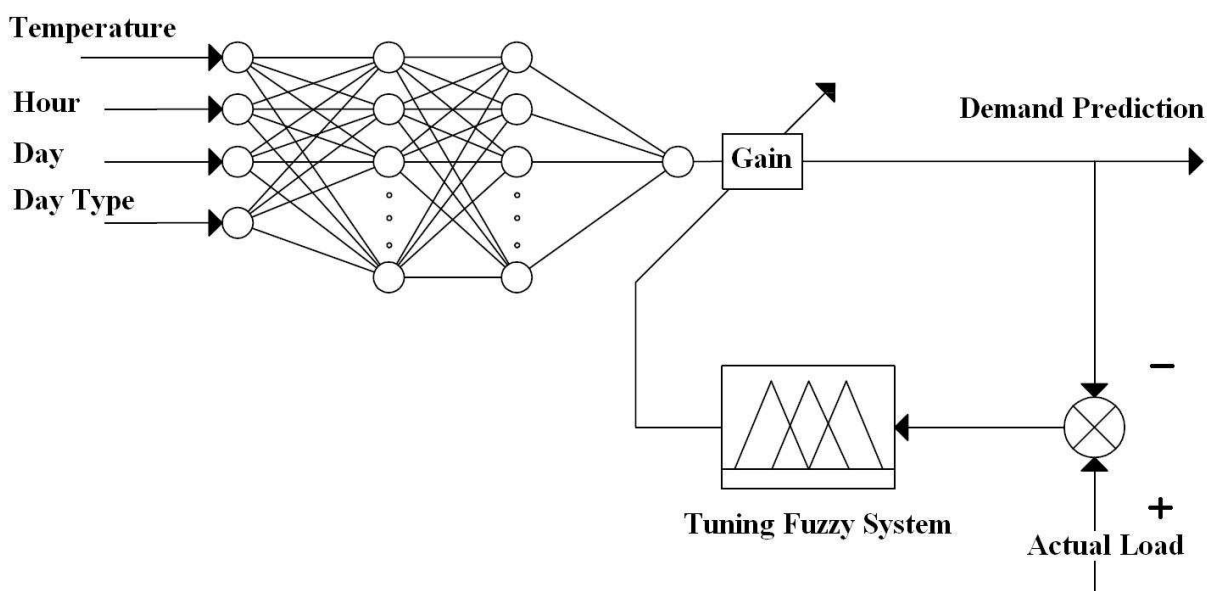 Temperature
Hour
Day
Day Type
Gain
Demand Prediction
−
Tuning Fuzzy System
+
Actual Load